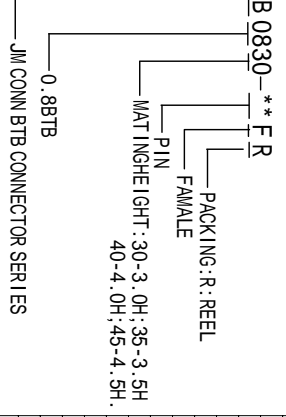 B 0830-** F R
PACKING:R:REEL
FAMALE
PIN
MATINGHEIGHT:30-3.0H;35-3.5H
40-4.0H;45-4.5H.
0.8BTB
JM CONN BTB CONNECTOR SERIES